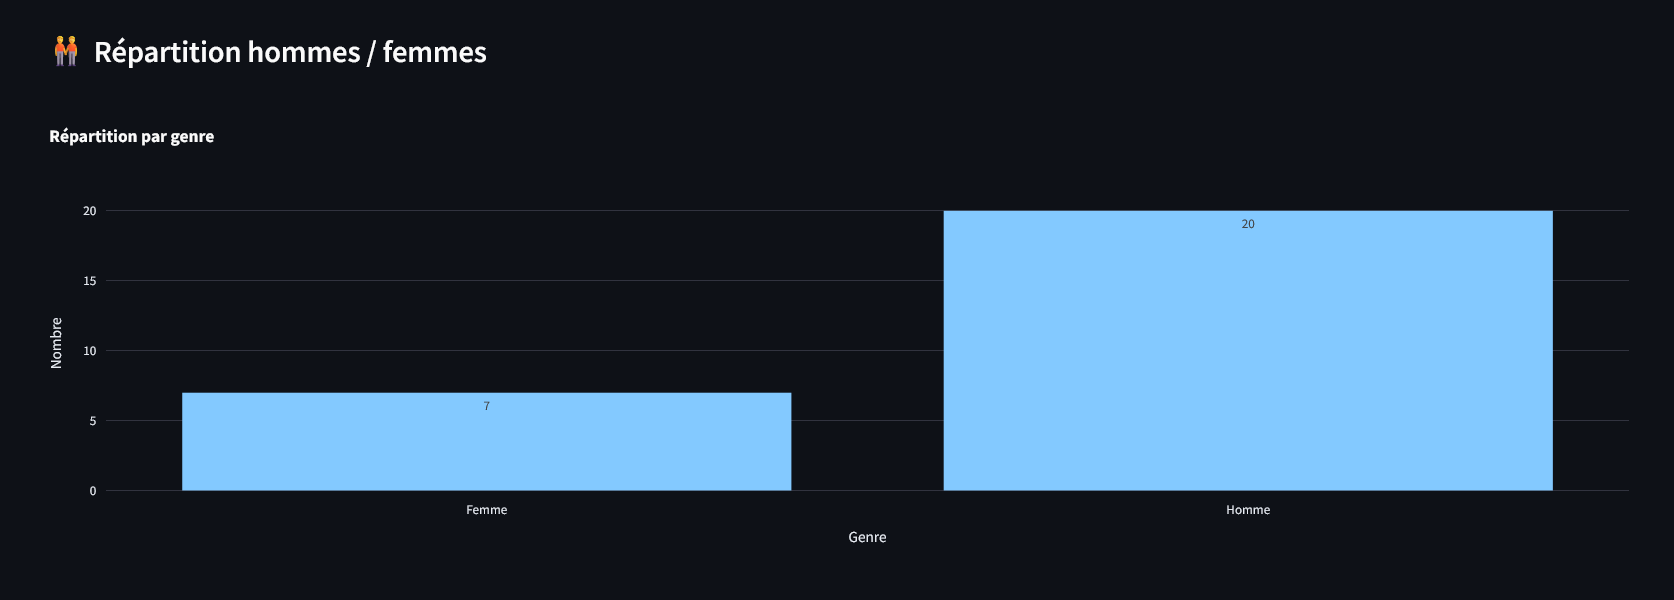 🧑‍🤝‍🧑 Répartition hommes / femmes
Répartition par genre
20
15
10
5
0
Nombre
7
20
Femme
Homme
Genre